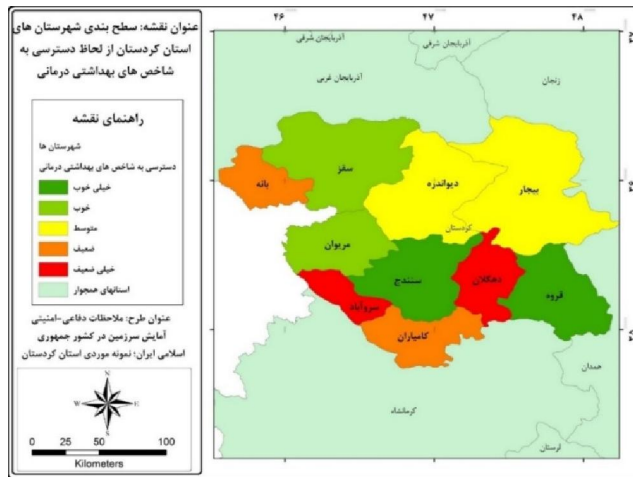 عنوان نقشه: سطح بندی شهرستان های
استان کردستان از لحاظ دسترسی به
شاخص های بهداشتی درمانی
راهنمای نقشه
شهرستان ها
دسترسی به شاخص های بهداشتی درمانی
خیلی خوب
خوب
متوسط
ضعیف
خیلی ضعیف
استانهای همجوار
عنوان طرح: ملاحظات دفاعی-امنیتی
آمایش سرزمین در کشور جمهوری
اسلامی ایران؛ نمونه موردی استان کردستان
N
W
E
S
0 25 50 100
Kilometers
۴۶ ۴۷ ۴۸
آذربایجان شرقی
آذربایجان شرقی
آذربایجان غربی
زنجان
سقز
بانه
دیواندره
بیجار
کردستان
مریوان
سنندج
دهگلان
قروه
سروآباد
کامیاران
همدان
کرمانشاه
لرستان